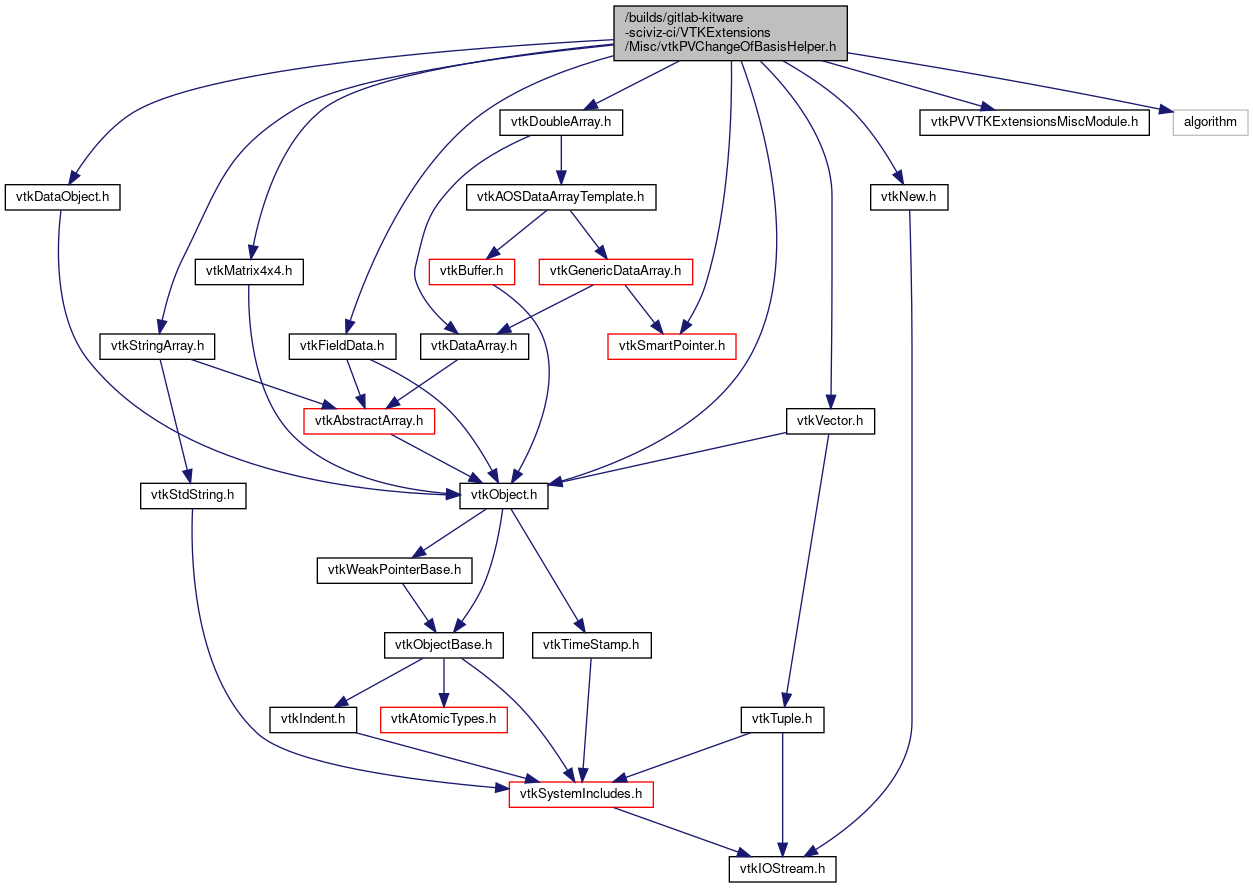 /builds/gitlab-kitware
-sciviz-ci/VTKExtensions
/Misc/vtkPVChangeOfBasisHelper.h
vtkDoubleArray.h
vtkPVVTKExtensionsMiscModule.h
algorithm
vtkDataObject.h
vtkAOSDataArrayTemplate.h
vtkNew.h
vtkMatrix4x4.h
vtkBuffer.h
vtkGenericDataArray.h
vtkStringArray.h
vtkFieldData.h
vtkDataArray.h
vtkSmartPointer.h
vtkAbstractArray.h
vtkVector.h
vtkStdString.h
vtkObject.h
vtkWeakPointerBase.h
vtkObjectBase.h
vtkTimeStamp.h
vtkIndent.h
vtkAtomicTypes.h
vtkTuple.h
vtkSystemIncludes.h
vtkIOStream.h